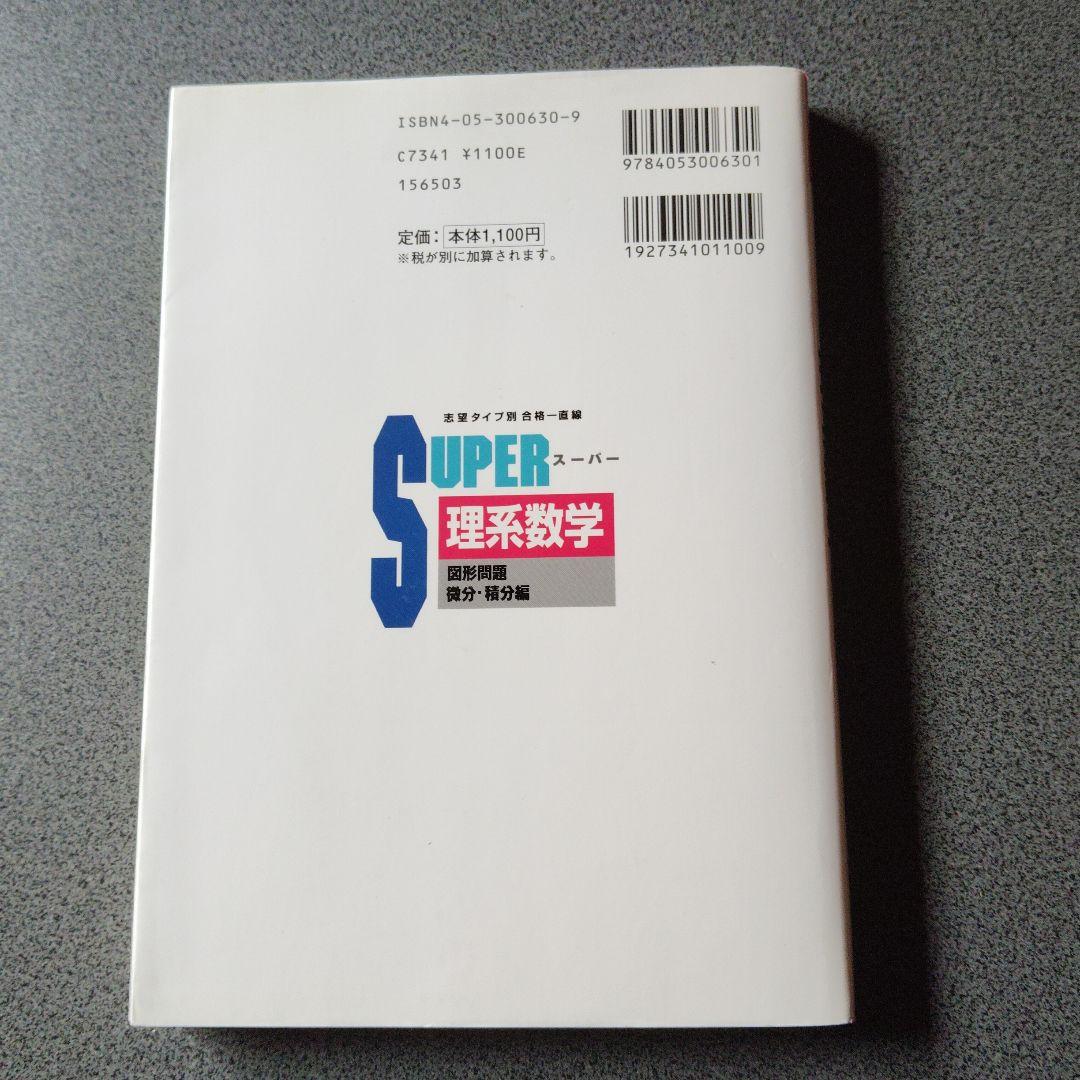 ISBN4-05-300630-9
C7341 ¥1100E
156503
9784053006301
1927341011009
定価：本体1,100円
※税が別に加算されます。
志望タイプ別 合格一直線
SUPER スーパー
理系数学
図形問題
微分・積分編